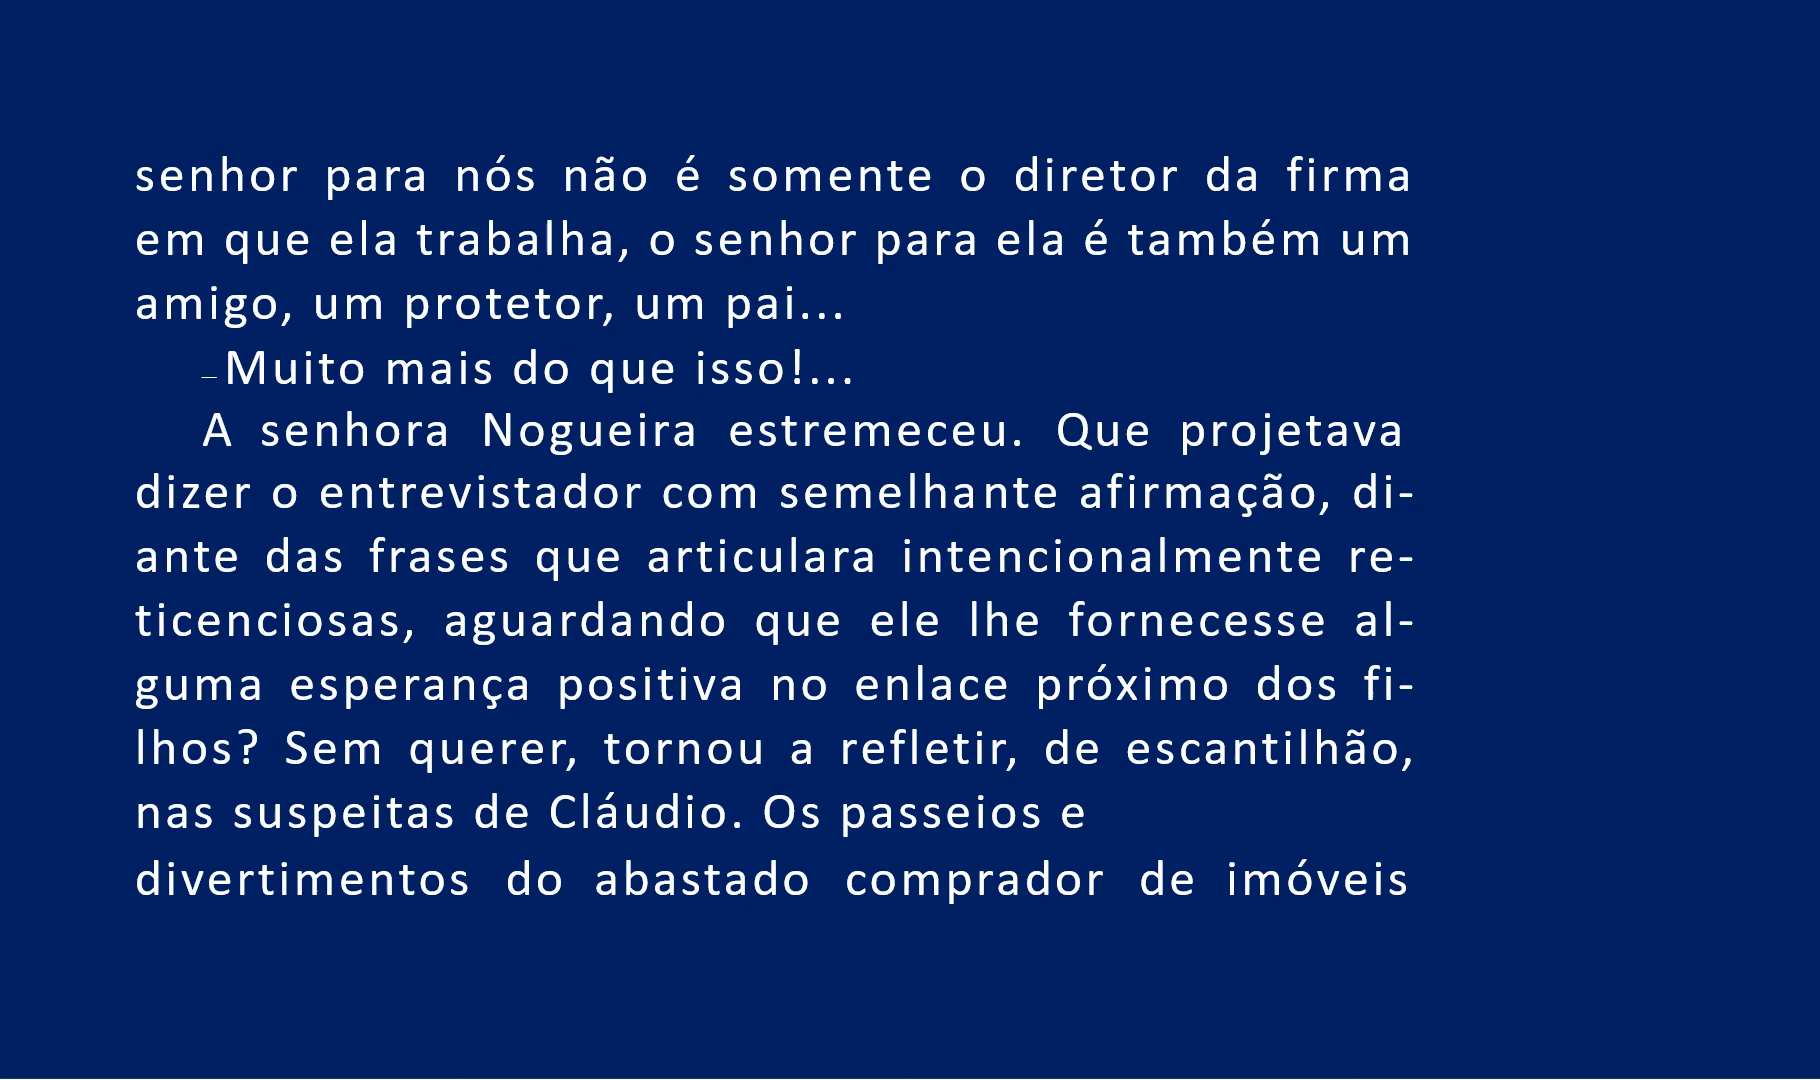 senhor para nós não é somente o diretor da firma
em que ela trabalha, o senhor para ela é também um
amigo, um protetor, um pai...
–Muito mais do que isso!...
A senhora Nogueira estremeceu. Que projetava
dizer o entrevistador com semelhante afirmação, di-
ante das frases que articulara intencionalmente re-
ticenciosas, aguardando que ele lhe fornecesse al-
guma esperança positiva no enlace próximo dos fi-
lhos? Sem querer, tornou a refletir, de escantilhão,
nas suspeitas de Cláudio. Os passeios e
divertimentos do abastado comprador de imóveis